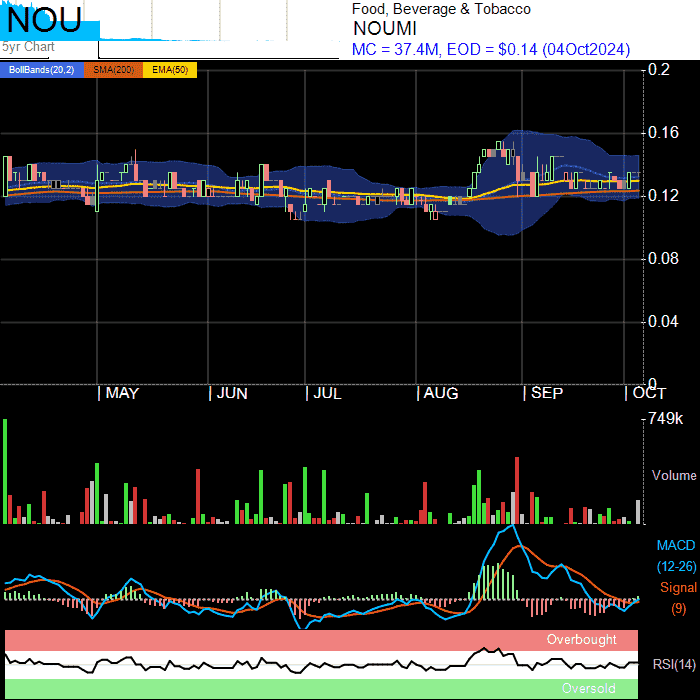 NOU
5yr Chart
Food, Beverage & Tobacco
NOUMI
MC = 37.4M, EOD = $0.14 (04Oct2024)
BollBands(20,2) SMA(200) EMA(50)
0.2
0.16
0.12
0.08
0.04
0
MAY JUN JUL AUG SEP OCT
749k
Volume
MACD
(12-26)
Signal
(9)
Overbought
RSI(14)
Oversold